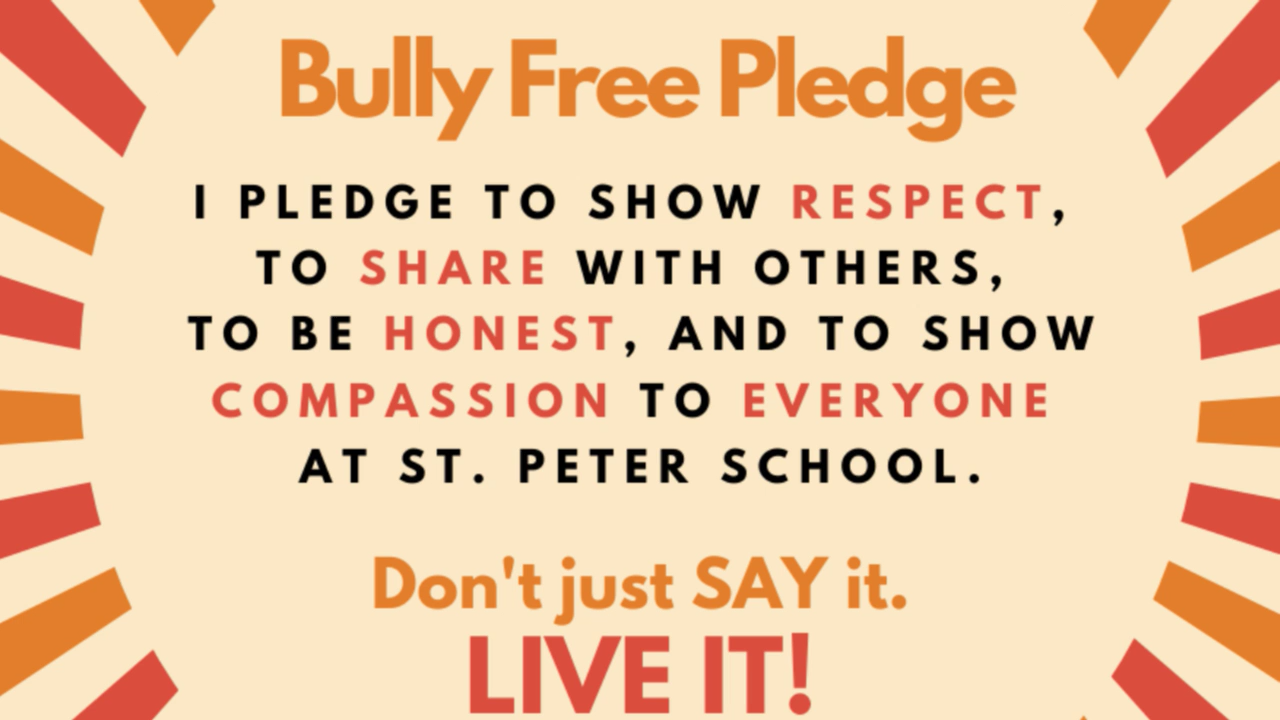 Bully Free Pledge
I PLEDGE TO SHOW RESPECT,
TO SHARE WITH OTHERS,
TO BE HONEST, AND TO SHOW
COMPASSION TO EVERYONE
AT ST. PETER SCHOOL.
Don't just SAY it.
LIVE IT!